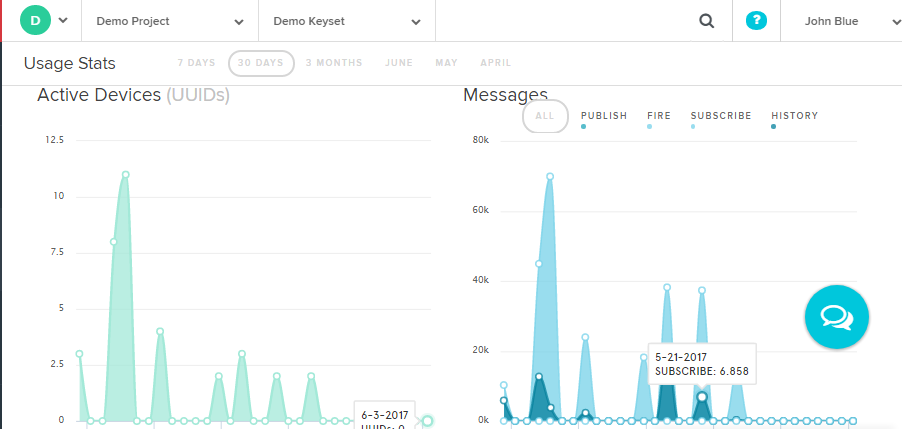 D
Demo Project
Demo Keyset
?
John Blue
Usage Stats
7 DAYS
30 DAYS
3 MONTHS
JUNE
MAY
APRIL
Active Devices (UUIDs)
12.5
10
7.5
5
2.5
0
6-3-2017
UUIDs: 0
Messages
ALL
PUBLISH
FIRE
SUBSCRIBE
HISTORY
80k
60k
40k
20k
0k
5-21-2017
SUBSCRIBE: 6.858